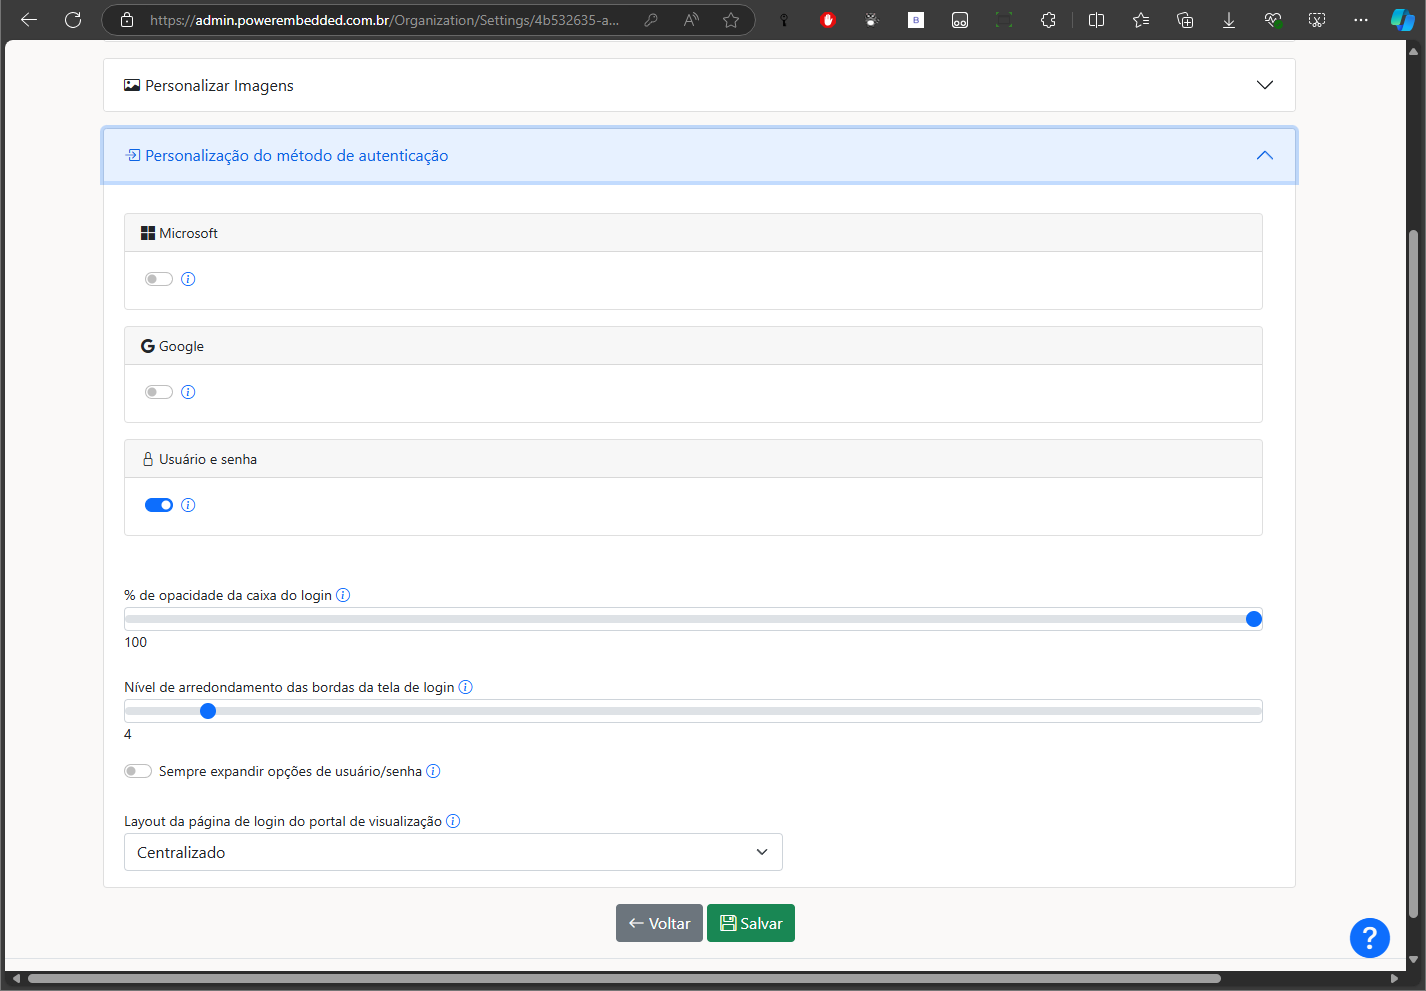 https://admin.powerembedded.com.br/Organization/Settings/4b532635-a...
Personalizar Imagens
Personalização do método de autenticação
Microsoft
Google
Usuário e senha
% de opacidade da caixa do login
100
Nível de arredondamento das bordas da tela de login
4
Sempre expandir opções de usuário/senha
Layout da página de login do portal de visualização
Centralizado
Voltar
Salvar
?